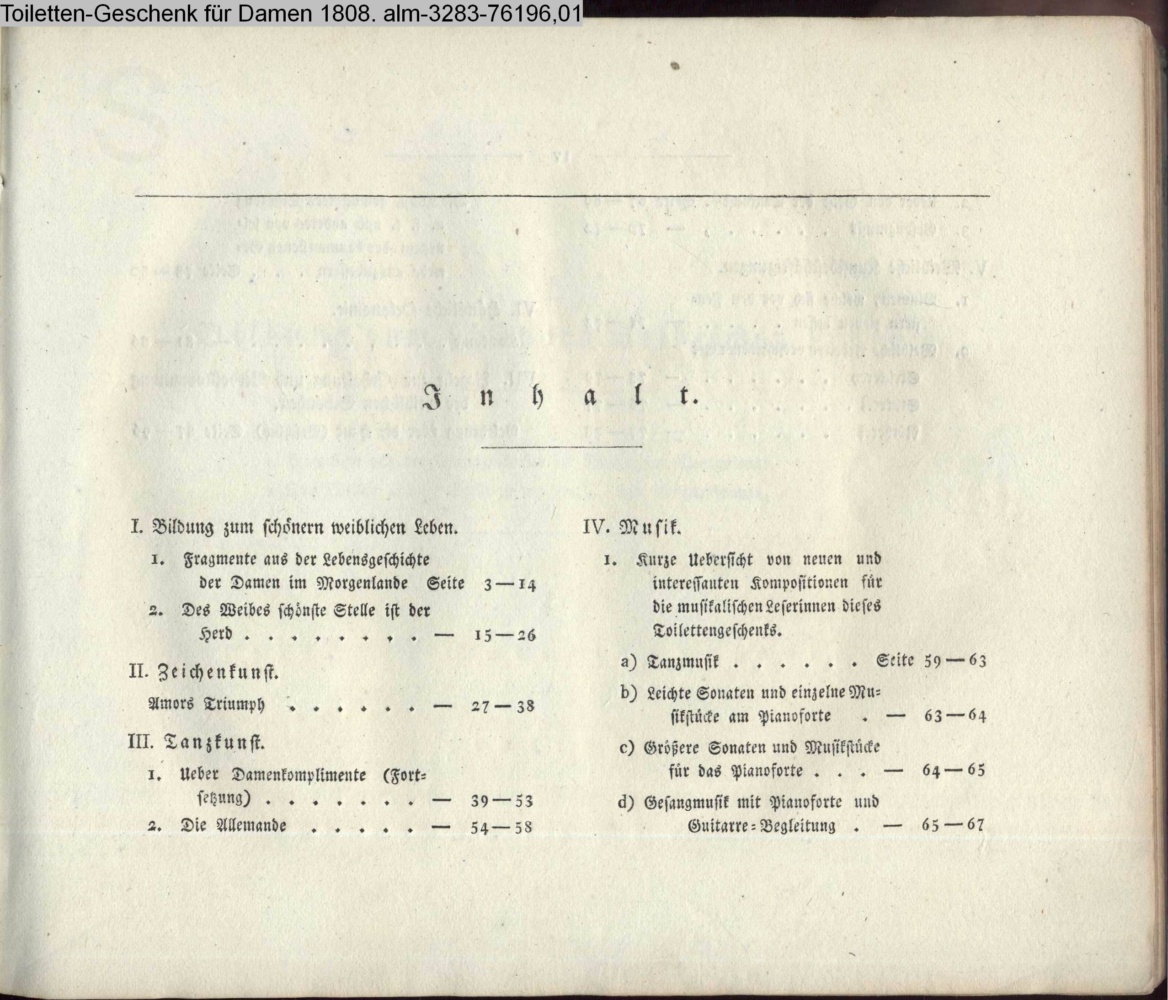 Toiletten-Geschenk für Damen 1808. alm-3283-76196,01
Inhalt.
I. Bildung zum schönern weiblichen Leben.
1. Fragmente aus der Lebensgeschichte
der Damen im Morgenlande Seite 3—14
2. Des Weibes schönste Stelle ist der
Herd . . . . . . . . — 15—26
II. Zeichenkunst.
Amors Triumph . . . . . . — 27—38
III. Tanzkunst.
1. Ueber Damenkomplimente (Fort-
setzung) . . . . . . . — 39—53
2. Die Allemande . . . . . — 54—58
IV. Musik.
1. Kurze Uebersicht von neuen und
interessanten Kompositionen für
die musikalischen Leserinnen dieses
Toilettengeschenks.
a) Tanzmusik . . . . . . Seite 59—63
b) Leichte Sonaten und einzelne Mu-
sikstücke am Pianoforte . — 63—64
c) Größere Sonaten und Musikstücke
für das Pianoforte . . . — 64—65
d) Gesangmusik mit Pianoforte und
Guitarre-Begleitung . — 65—67